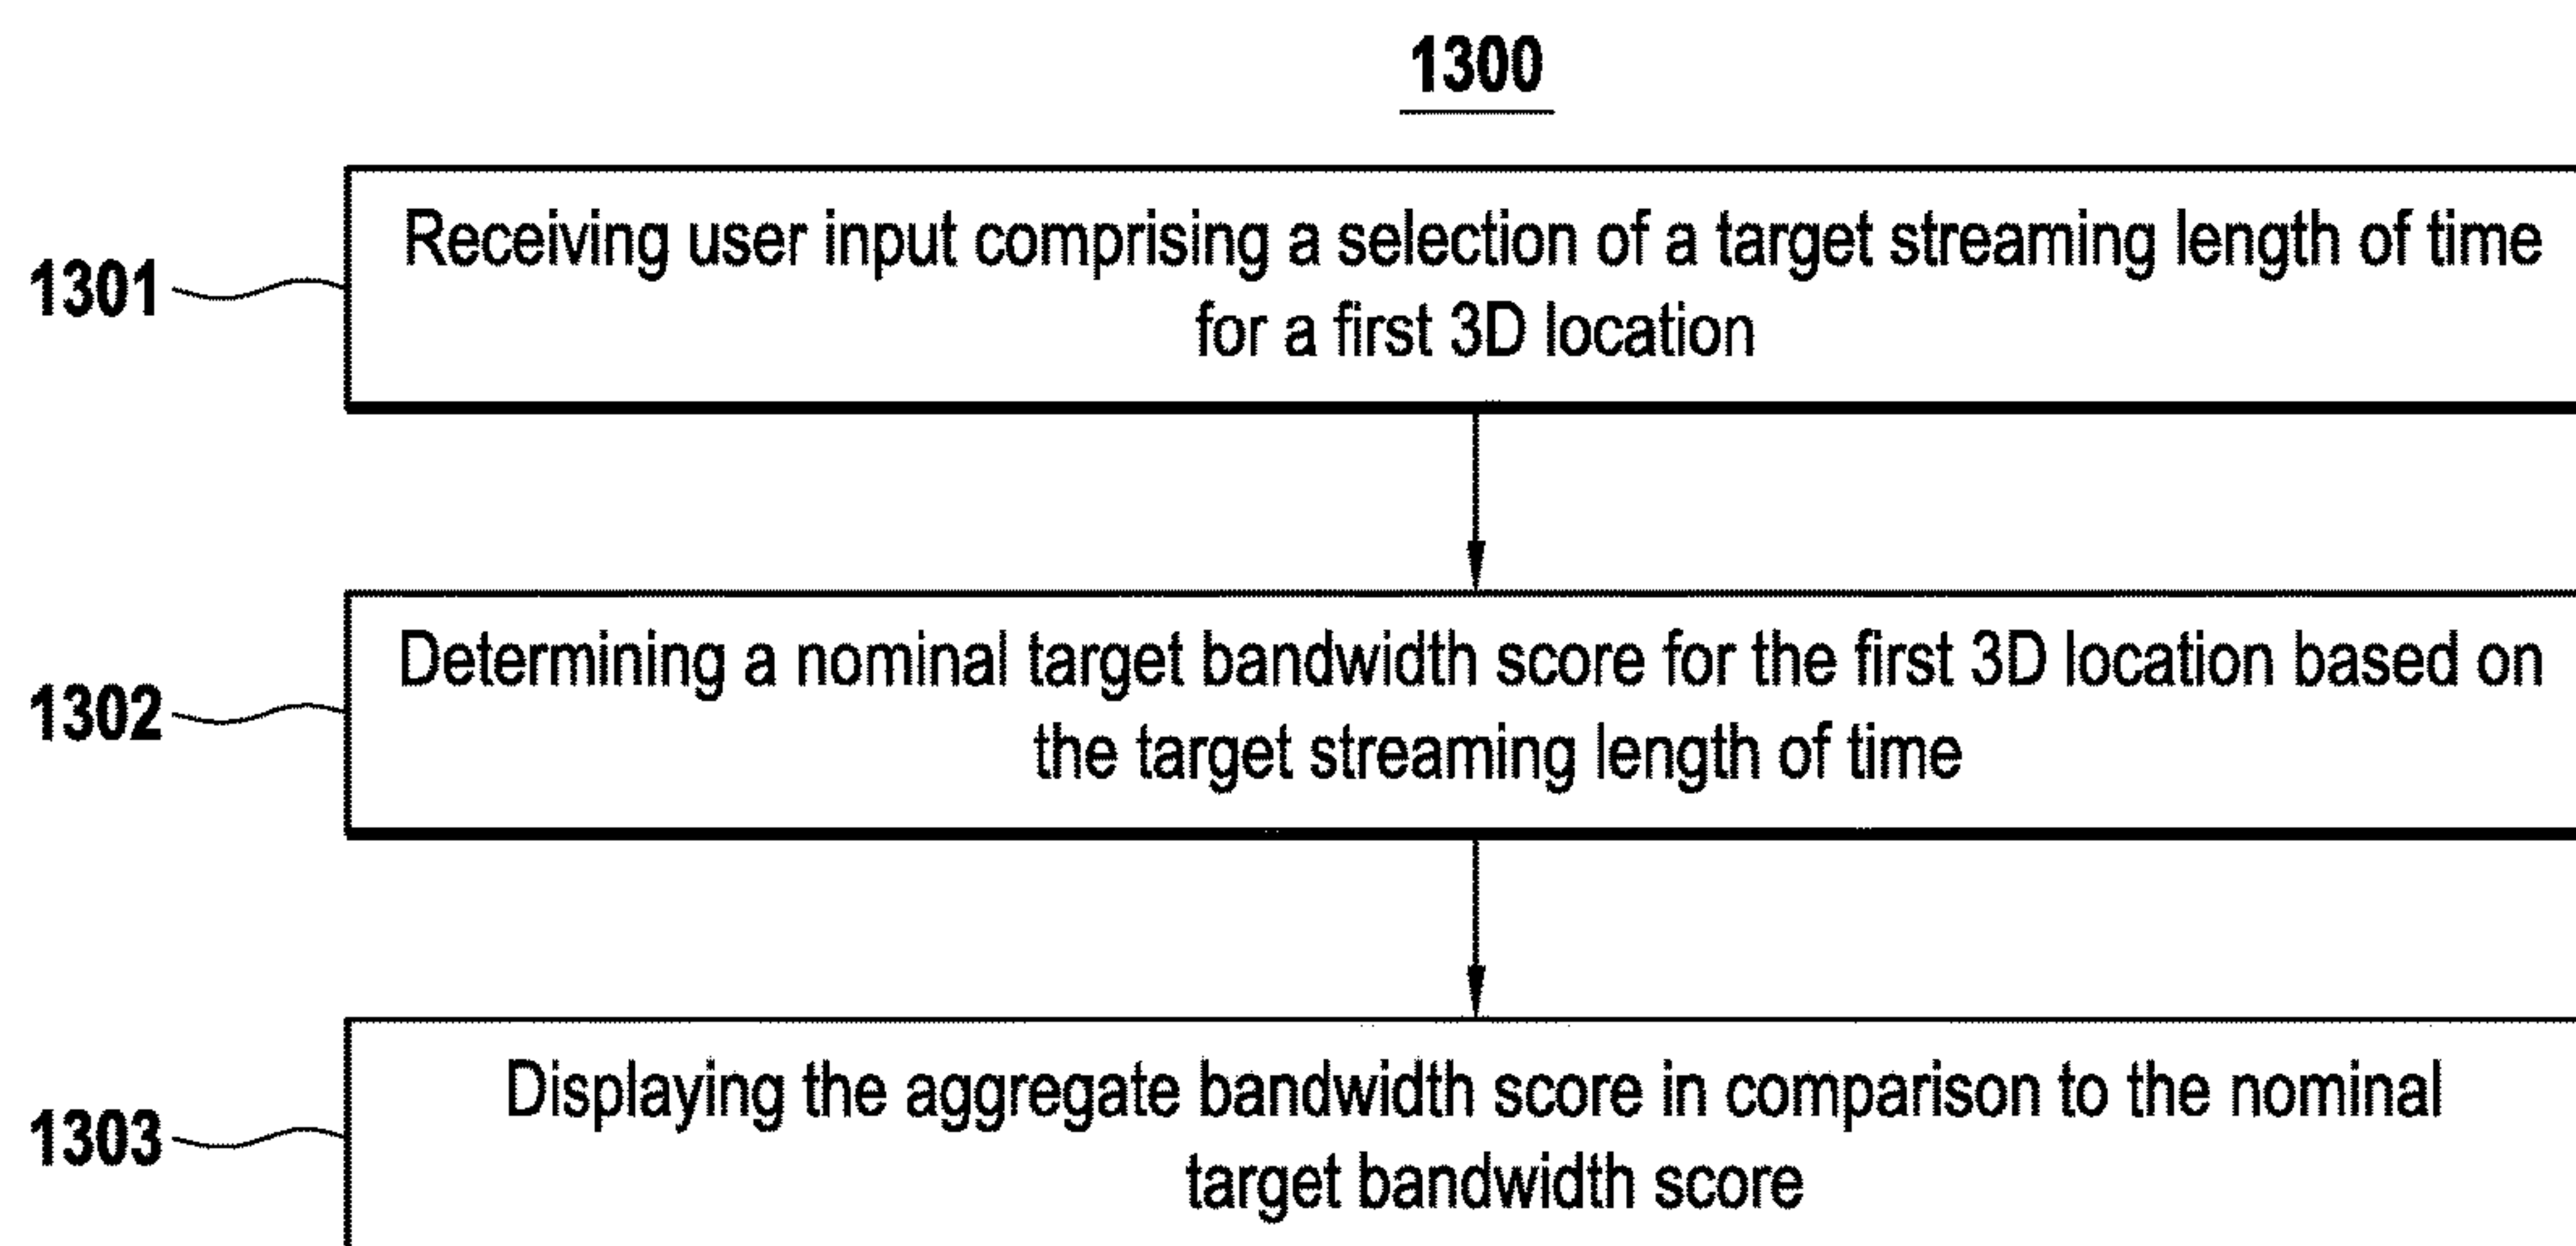 1300
1301
Receiving user input comprising a selection of a target streaming length of time
for a first 3D location
1302
Determining a nominal target bandwidth score for the first 3D location based on
the target streaming length of time
1303
Displaying the aggregate bandwidth score in comparison to the nominal
target bandwidth score